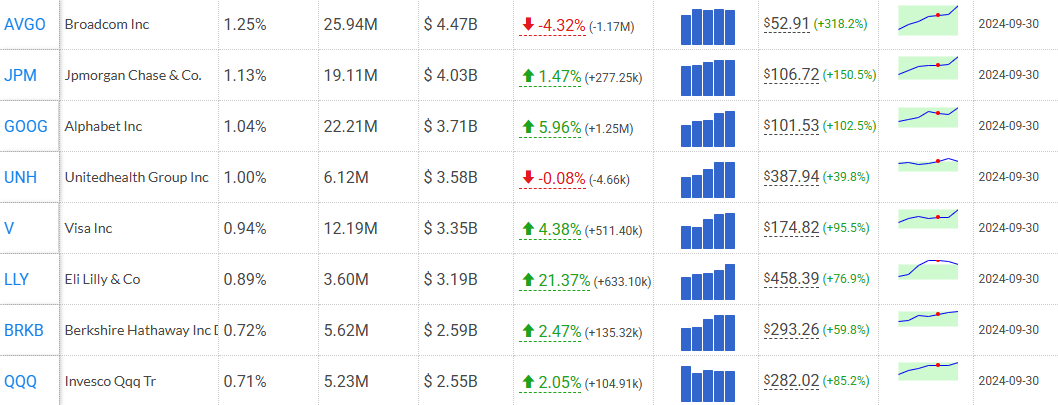 AVGO Broadcom Inc 1.25% 25.94M $ 4.47B -4.32% (-1.17M) $52.91 (+318.2%) 2024-09-30
JPM Jpmorgan Chase & Co. 1.13% 19.11M $ 4.03B 1.47% (+277.25k) $106.72 (+150.5%) 2024-09-30
GOOG Alphabet Inc 1.04% 22.21M $ 3.71B 5.96% (+1.25M) $101.53 (+102.5%) 2024-09-30
UNH Unitedhealth Group Inc 1.00% 6.12M $ 3.58B -0.08% (-4.66k) $387.94 (+39.8%) 2024-09-30
V Visa Inc 0.94% 12.19M $ 3.35B 4.38% (+511.40k) $174.82 (+95.5%) 2024-09-30
LLY Eli Lilly & Co 0.89% 3.60M $ 3.19B 21.37% (+633.10k) $458.39 (+76.9%) 2024-09-30
BRKB Berkshire Hathaway Inc 0.72% 5.62M $ 2.59B 2.47% (+135.32k) $293.26 (+59.8%) 2024-09-30
QQQ Invesco Qqq Tr 0.71% 5.23M $ 2.55B 2.05% (+104.91k) $282.02 (+85.2%) 2024-09-30